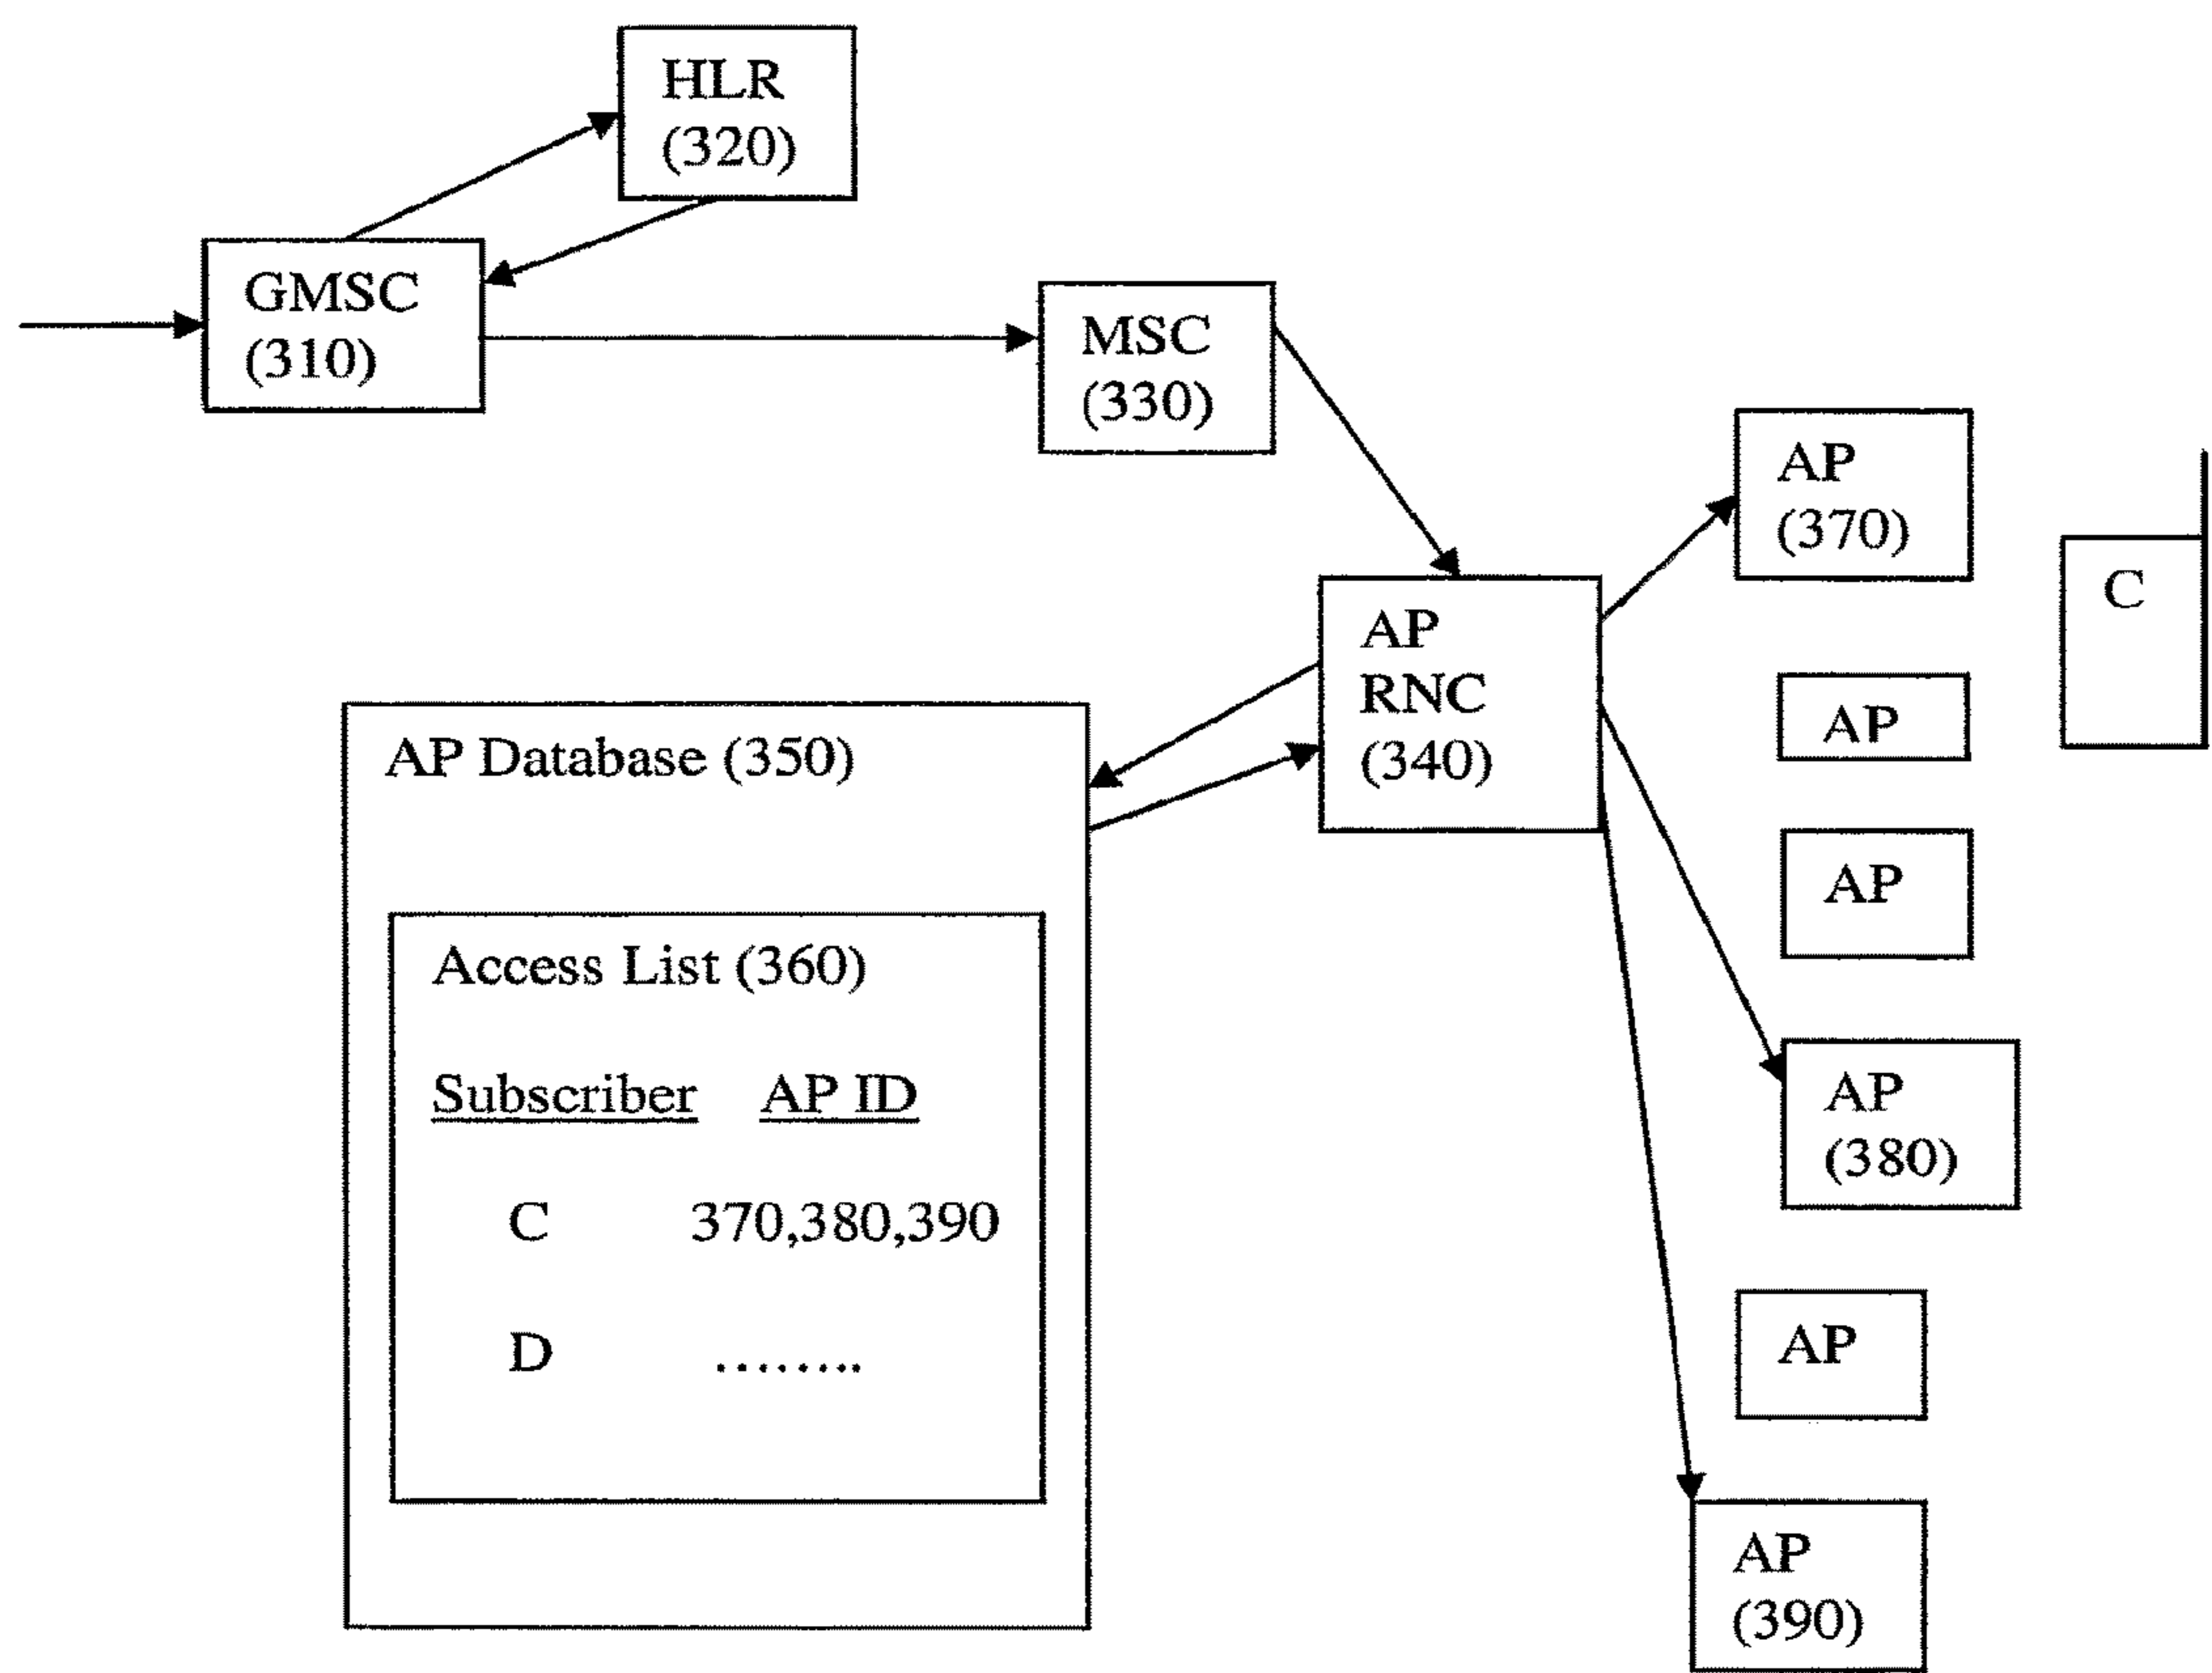 HLR
(320)
GMSC
(310)
MSC
(330)
AP
(370)
C
AP
RNC
(340)
AP
AP Database (350)
AP
Access List (360)
Subscriber AP ID
C 370,380,390
D ........
AP
(380)
AP
AP
(390)